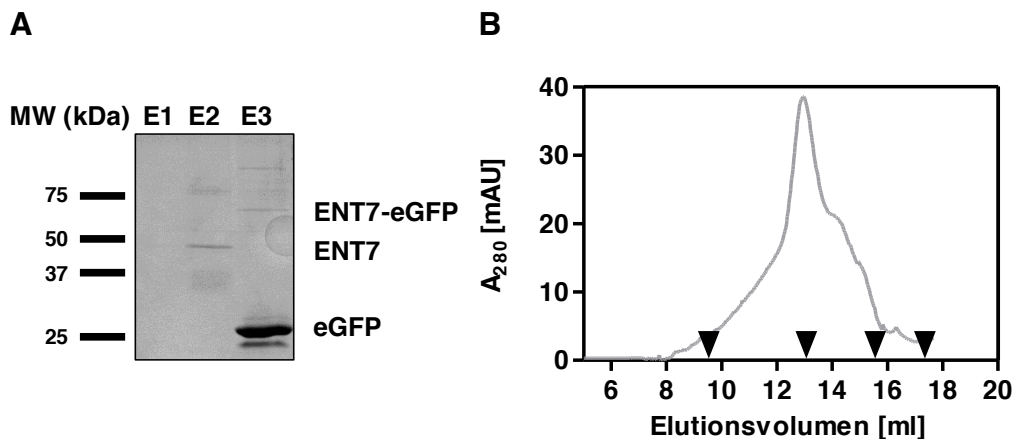 A
MW (kDa) E1 E2 E3
75
50
37
25
ENT7-eGFP
ENT7
eGFP
B
A280 [mAU]
40
30
20
10
0
6 8 10 12 14 16 18 20
Elutionsvolumen [ml]